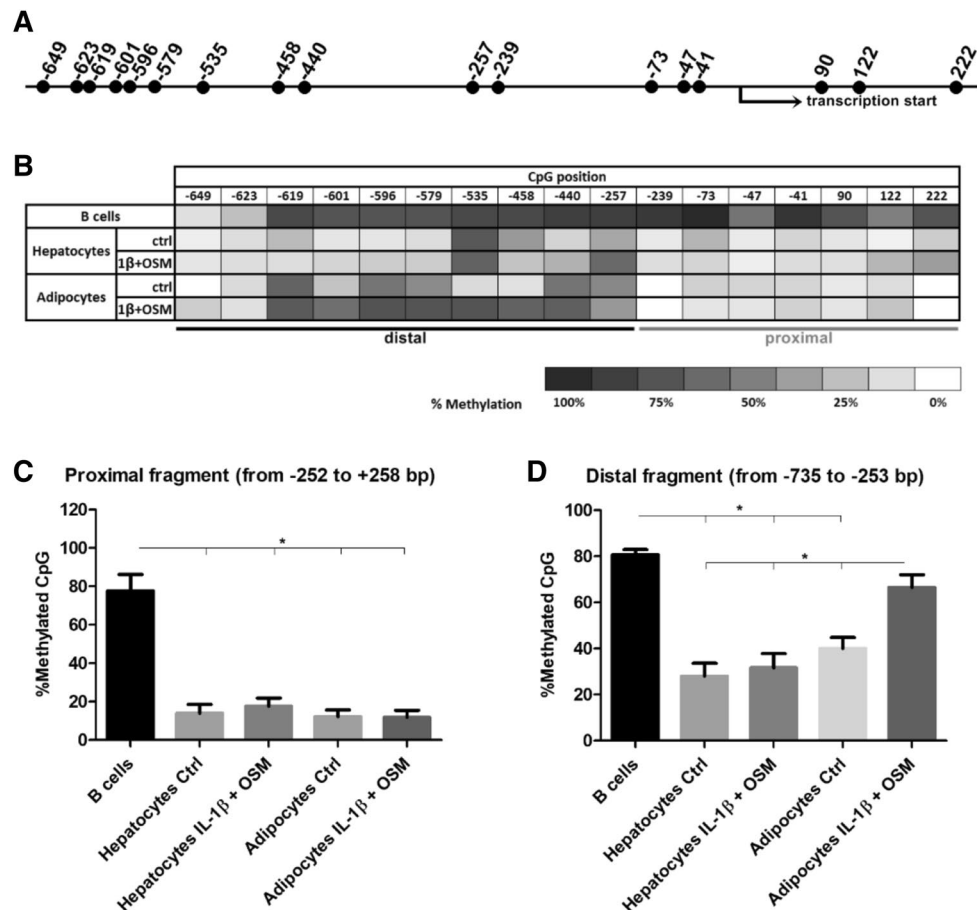 A
-649 -623 -619 -601 -596 -579 -535 -458 -440 -257 -239 -73 -47 -41 90 122 222
transcription start
B
CpG position
-649 -623 -619 -601 -596 -579 -535 -458 -440 -257 -239 -73 -47 -41 90 122 222
B cells
Hepatocytes
ctrl
1β+OSM
Adipocytes
ctrl
1β+OSM
distal
proximal
% Methylation
100% 75% 50% 25% 0%
C
Proximal fragment (from -252 to +258 bp)
%Methylated CpG
120
100
80
60
40
20
0
*
B cells
Hepatocytes Ctrl
Hepatocytes IL-1β + OSM
Adipocytes Ctrl
Adipocytes IL-1β + OSM
D
Distal fragment (from -735 to -253 bp)
%Methylated CpG
100
80
60
40
20
0
*
*
B cells
Hepatocytes Ctrl
Hepatocytes IL-1β + OSM
Adipocytes Ctrl
Adipocytes IL-1β + OSM